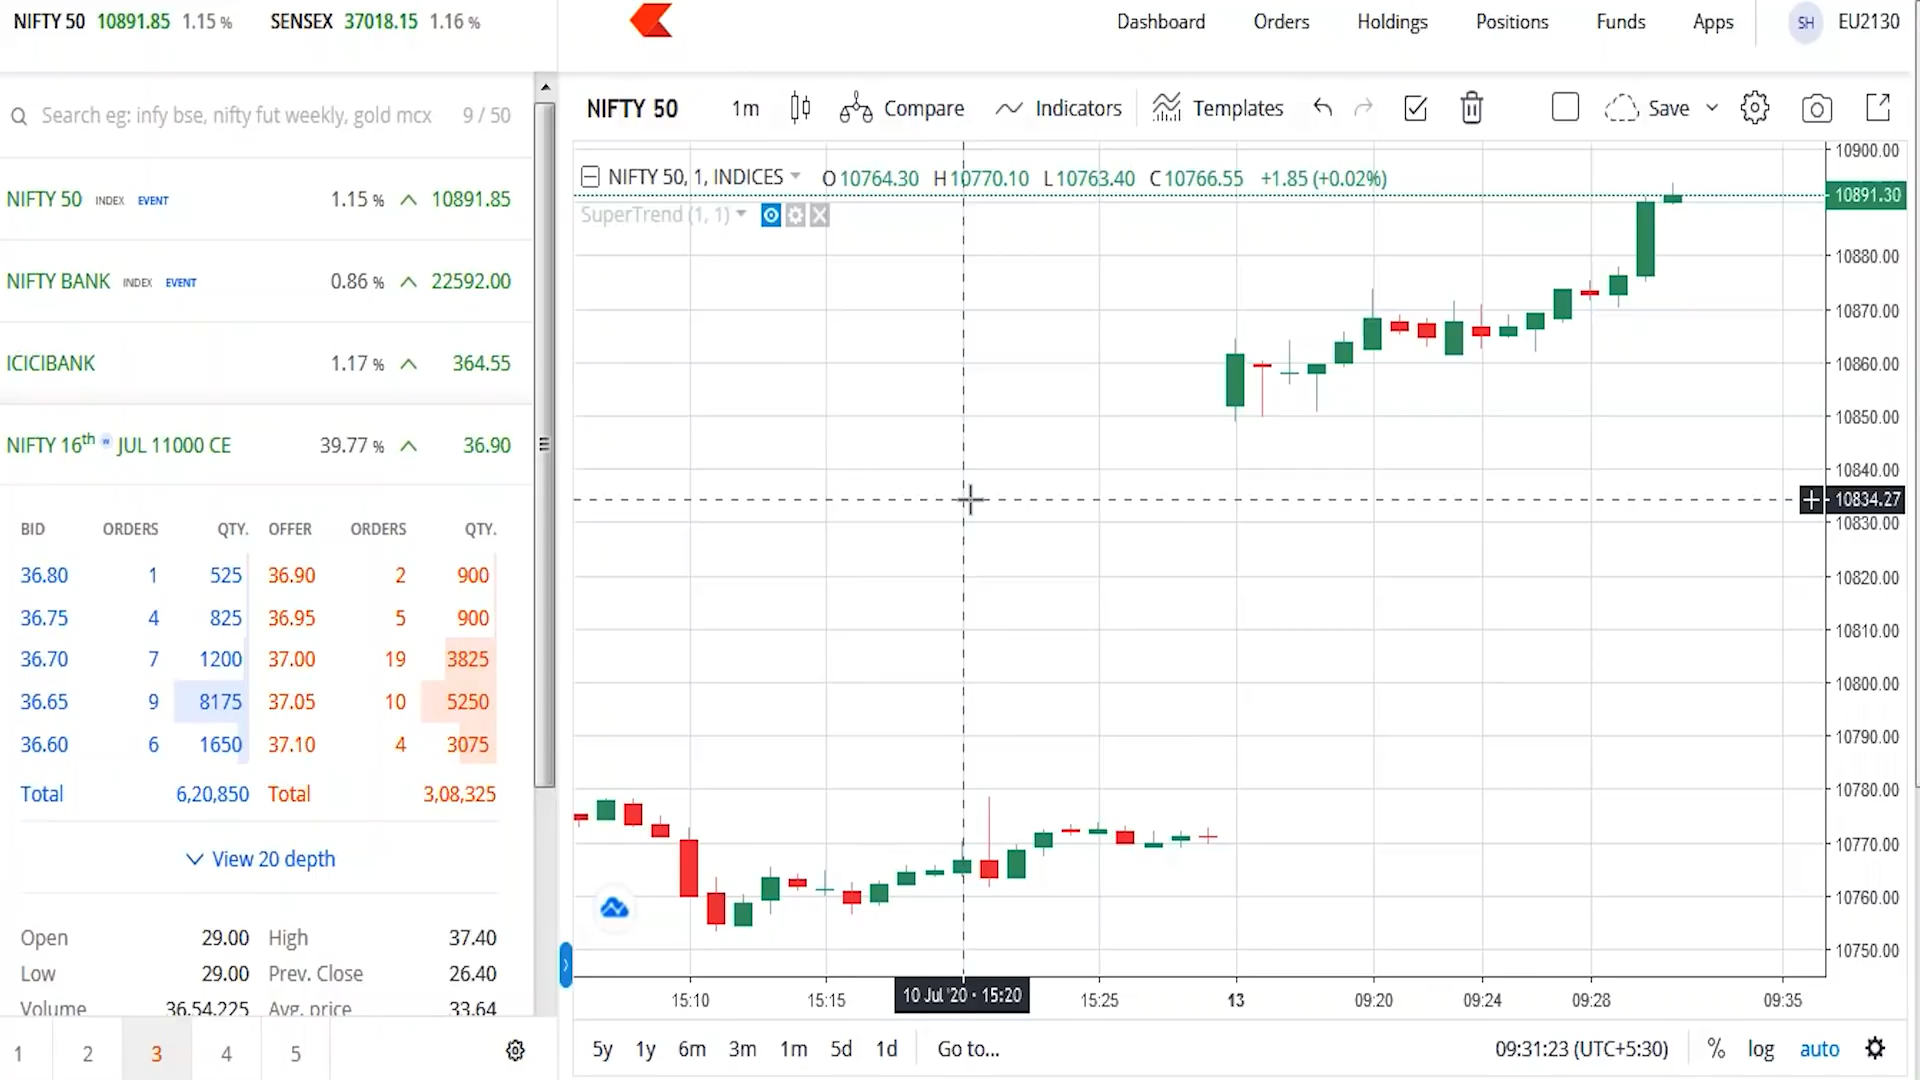 NIFTY 50 10891.85 1.15 % SENSEX 37018.15 1.16 %
Dashboard Orders Holdings Positions Funds Apps SH EU2130
Search eg: infy bse, nifty fut weekly, gold mcx 9 / 50
NIFTY 50 INDEX EVENT 1.15 % 10891.85
NIFTY BANK INDEX EVENT 0.86 % 22592.00
ICICIBANK 1.17 % 364.55
NIFTY 16th w JUL 11000 CE 39.77 % 36.90
BID ORDERS QTY. OFFER ORDERS QTY.
36.80 1 525 36.90 2 900
36.75 4 825 36.95 5 900
36.70 7 1200 37.00 19 3825
36.65 9 8175 37.05 10 5250
36.60 6 1650 37.10 4 3075
Total 6,20,850 Total 3,08,325
View 20 depth
Open 29.00 High 37.40
Low 29.00 Prev. Close 26.40
Volume 36,54,225 Avg. price 33.64
1 2 3 4 5
NIFTY 50 1m Compare Indicators Templates Save
NIFTY 50, 1, INDICES O10764.30 H10770.10 L10763.40 C10766.55 +1.85 (+0.02%)
SuperTrend (1, 1)
10900.00
10891.30
10880.00
10870.00
10860.00
10850.00
10840.00
10834.27
10830.00
10820.00
10810.00
10800.00
10790.00
10780.00
10770.00
10760.00
10750.00
15:10 15:15 10 Jul '20 · 15:20 15:25 13 09:20 09:24 09:28 09:35
5y 1y 6m 3m 1m 5d 1d Go to... 09:31:23 (UTC+5:30) % log auto